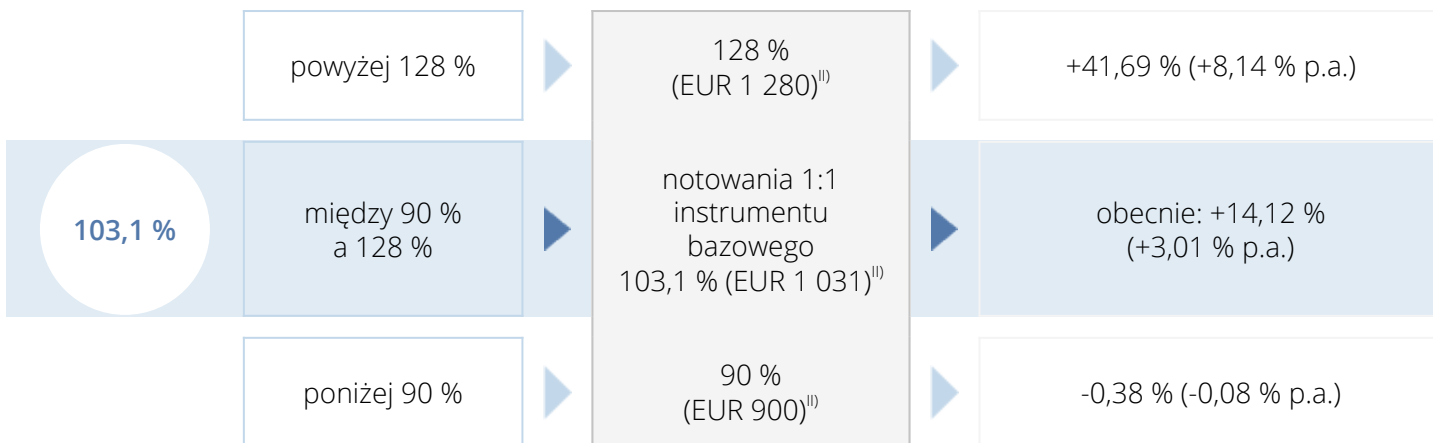 powyżej 128 %
128 %
(EUR 1 280)II)
+41,69 % (+8,14 % p.a.)
103,1 %
między 90 %
a 128 %
notowania 1:1
instrumentu
bazowego
103,1 % (EUR 1 031)II)
obecnie: +14,12 %
(+3,01 % p.a.)
poniżej 90 %
90 %
(EUR 900)II)
-0,38 % (-0,08 % p.a.)